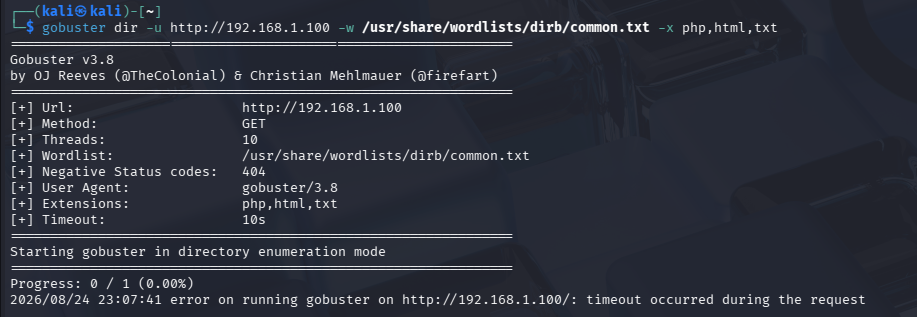 ┌──(kali㉿kali)-[~]
└─$ gobuster dir -u http://192.168.1.100 -w /usr/share/wordlists/dirb/common.txt -x php,html,txt
===============================================================
Gobuster v3.8
by OJ Reeves (@TheColonial) & Christian Mehlmauer (@firefart)
===============================================================
[+] Url:                     http://192.168.1.100
[+] Method:                  GET
[+] Threads:                 10
[+] Wordlist:                /usr/share/wordlists/dirb/common.txt
[+] Negative Status codes:   404
[+] User Agent:              gobuster/3.8
[+] Extensions:              php,html,txt
[+] Timeout:                 10s
===============================================================
Starting gobuster in directory enumeration mode
===============================================================
Progress: 0 / 1 (0.00%)
2026/08/24 23:07:41 error on running gobuster on http://192.168.1.100/: timeout occurred during the request